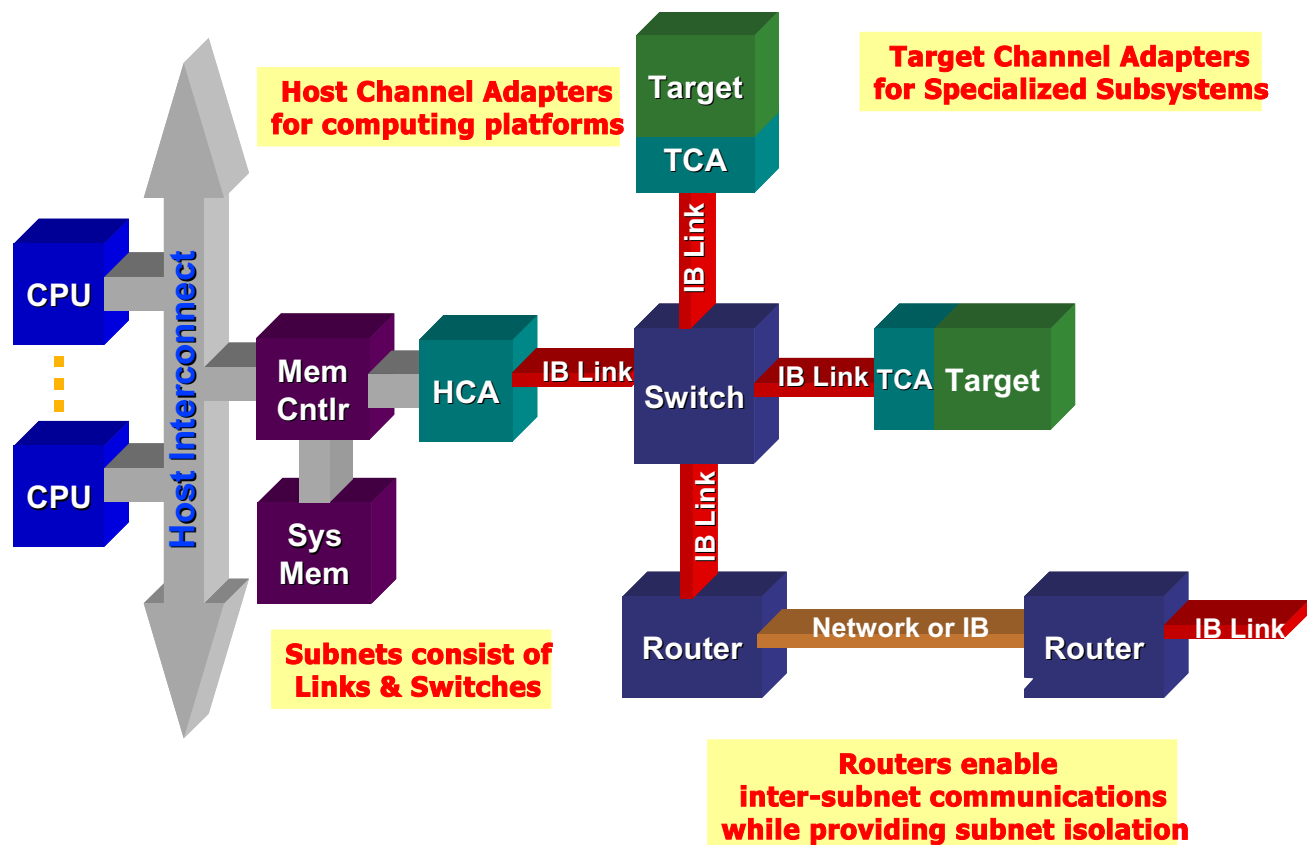 Host Channel Adapters
for computing platforms
Target
TCA
Target Channel Adapters
for Specialized Subsystems
IB Link
CPU
CPU
Host Interconnect
Mem
Cntlr
HCA
IB Link
Switch
IB Link
TCA
Target
Sys
Mem
IB Link
Router
Network or IB
Router
IB Link
Subnets consist of
Links & Switches
Routers enable
inter-subnet communications
while providing subnet isolation